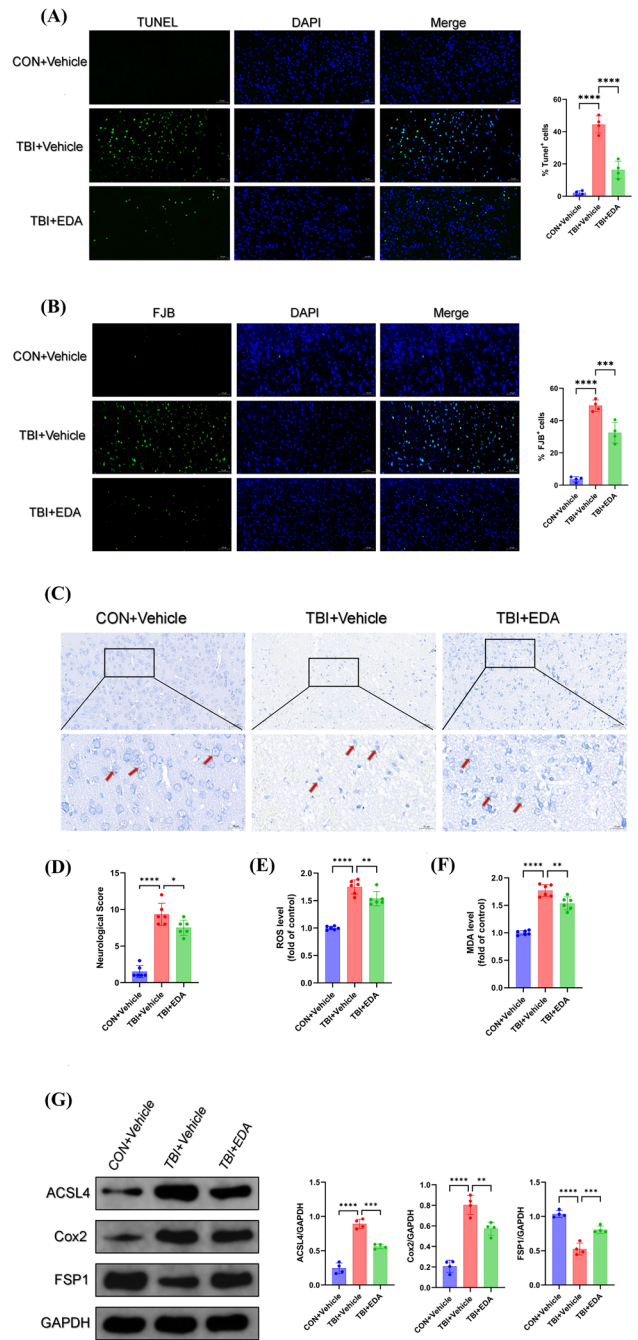 (A)
TUNEL DAPI Merge
CON+Vehicle
TBI+Vehicle
TBI+EDA
**** ****
% Tunel+ cells
60
40
20
0
CON+Vehicle TBI+Vehicle TBI+EDA
(B)
FJB DAPI Merge
CON+Vehicle
TBI+Vehicle
TBI+EDA
**** ***
% FJB+ cells
60
40
20
0
CON+Vehicle TBI+Vehicle TBI+EDA
(C)
CON+Vehicle TBI+Vehicle TBI+EDA
(D)
**** *
Neurological Score
15
10
5
0
CON+Vehicle TBI+Vehicle TBI+EDA
(E)
**** **
ROS level
(fold of control)
2.0
1.5
1.0
0.5
0.0
CON+Vehicle TBI+Vehicle TBI+EDA
(F)
**** **
MDA level
(fold of control)
2.0
1.5
1.0
0.5
0.0
CON+Vehicle TBI+Vehicle TBI+EDA
(G)
CON+Vehicle TBI+Vehicle TBI+EDA
ACSL4
Cox2
FSP1
GAPDH
**** ***
ACSL4/GAPDH
1.5
1.0
0.5
0.0
CON+Vehicle TBI+Vehicle TBI+EDA
**** **
Cox2/GAPDH
1.0
0.8
0.6
0.4
0.2
0.0
CON+Vehicle TBI+Vehicle TBI+EDA
**** ***
FSP1/GAPDH
1.5
1.0
0.5
0.0
CON+Vehicle TBI+Vehicle TBI+EDA